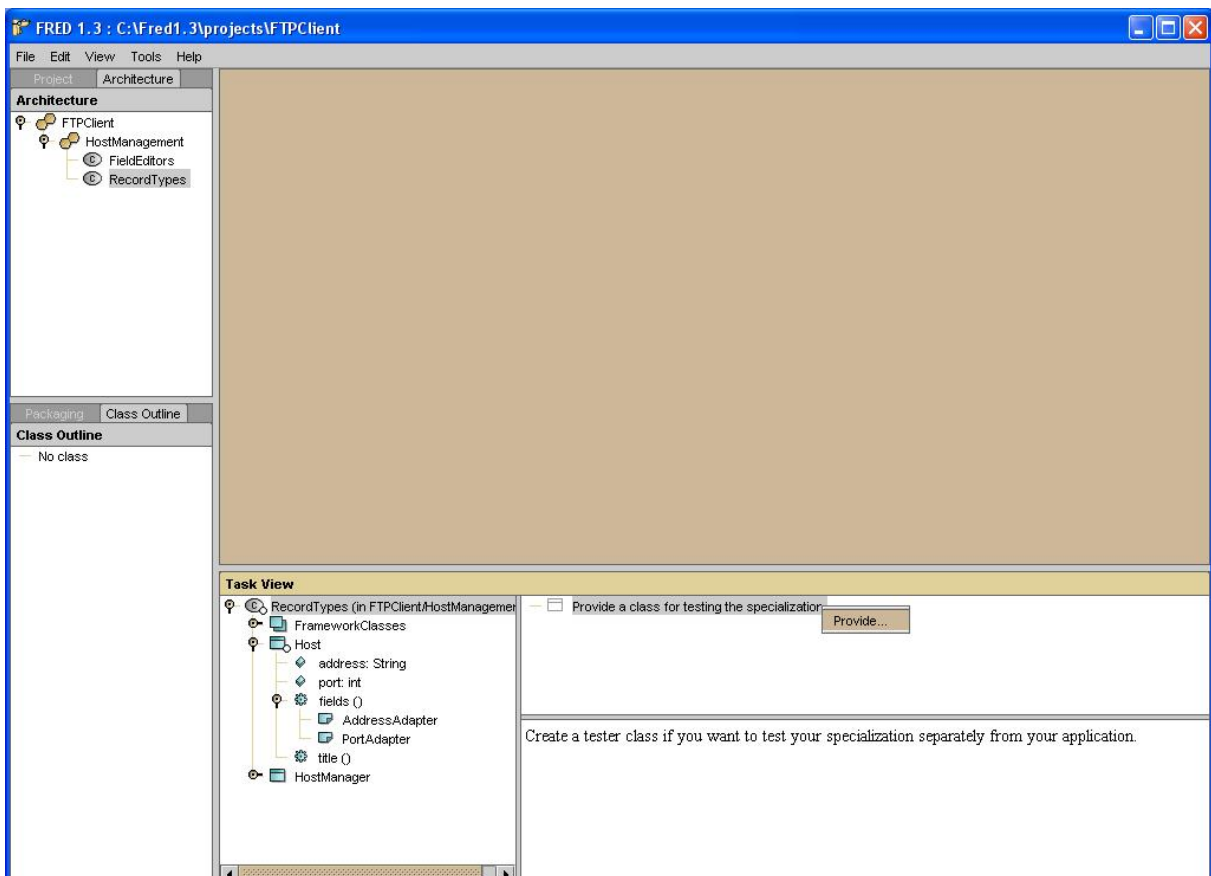 FRED 1.3 : C:\Fred1.3\projects\FTPClient
File Edit View Tools Help
Project Architecture
Architecture
FTPClient
HostManagement
FieldEditors
RecordTypes
Packaging Class Outline
Class Outline
No class
Task View
RecordTypes (in FTPClient/HostManagemer
FrameworkClasses
Host
address: String
port: int
fields ()
AddressAdapter
PortAdapter
title ()
HostManager
Provide a class for testing the specialization
Provide...
Create a tester class if you want to test your specialization separately from your application.